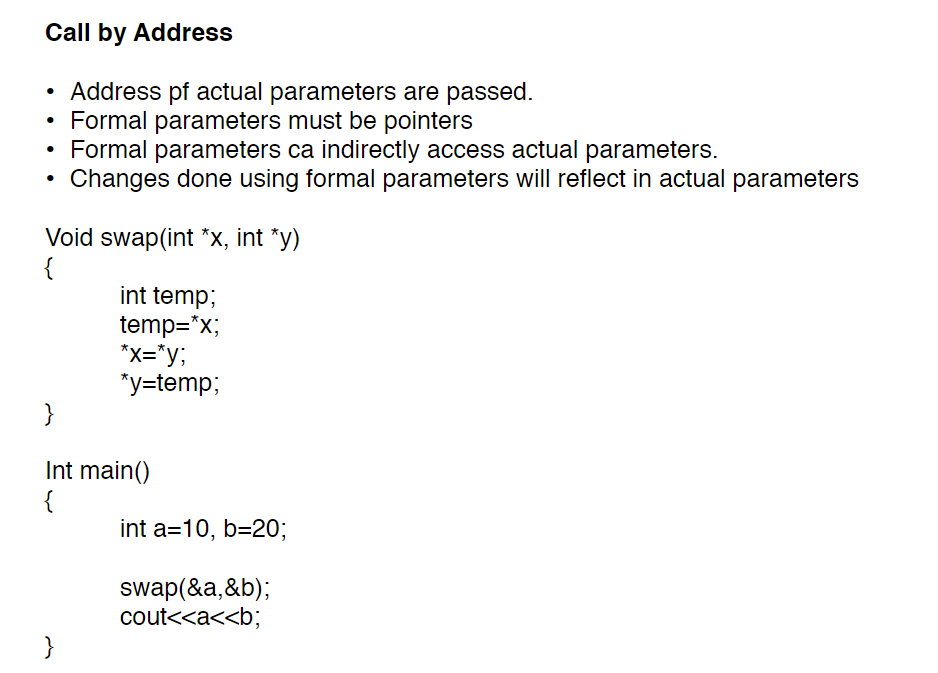 Call by Address
• Address pf actual parameters are passed.
• Formal parameters must be pointers
• Formal parameters ca indirectly access actual parameters.
• Changes done using formal parameters will reflect in actual parameters
Void swap(int *x, int *y)
{
int temp;
temp=*x;
*x=*y;
*y=temp;
}
Int main()
{
int a=10, b=20;
swap(&a,&b);
cout<<a<<b;
}